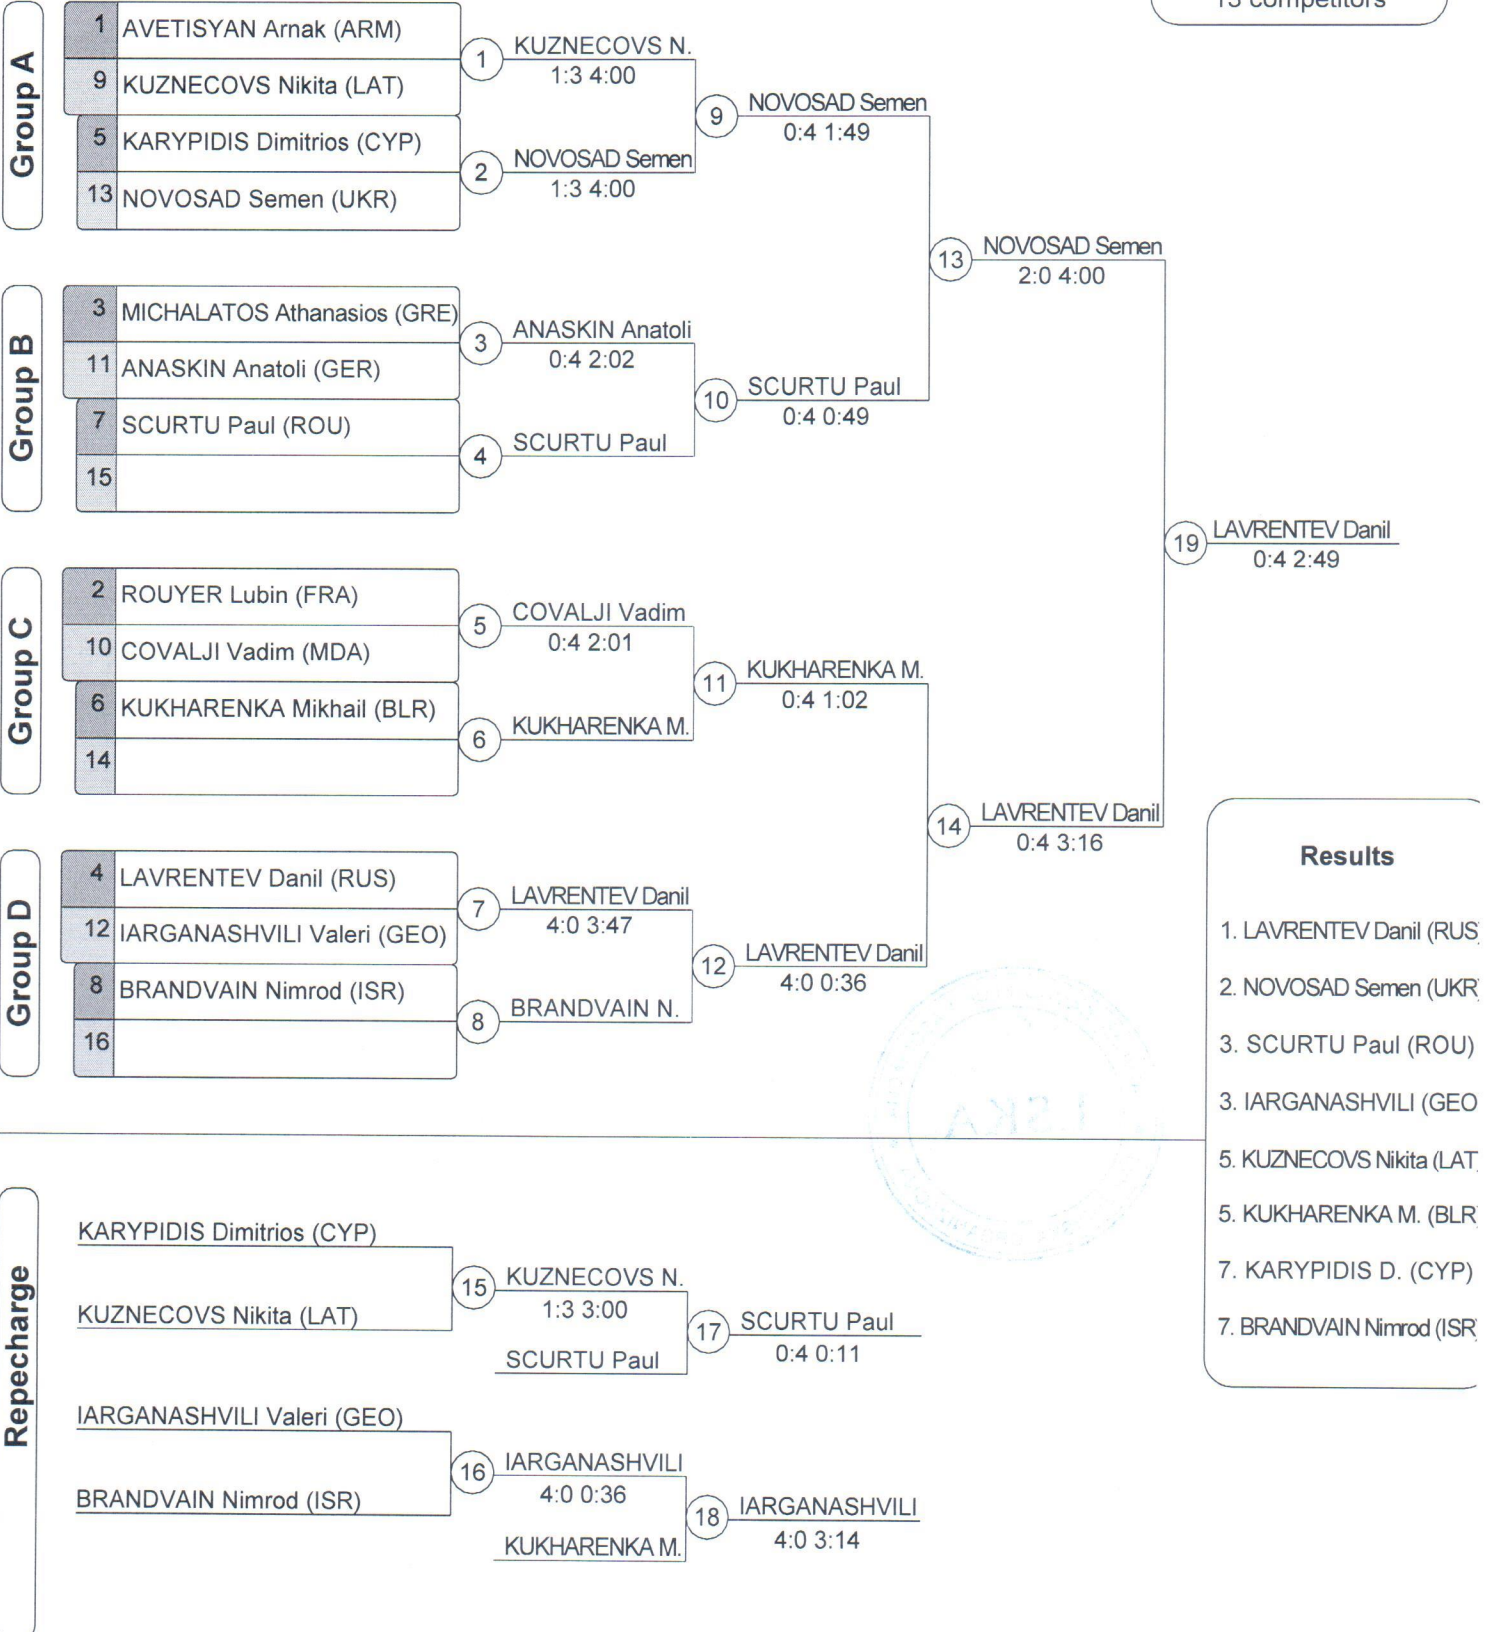 13 competitors
Group A
1 AVETISYAN Arnak (ARM)
9 KUZNECOVS Nikita (LAT)
5 KARYPIDIS Dimitrios (CYP)
13 NOVOSAD Semen (UKR)
1 KUZNECOVS N.
1:3 4:00
2 NOVOSAD Semen
1:3 4:00
9 NOVOSAD Semen
0:4 1:49
Group B
3 MICHALATOS Athanasios (GRE)
11 ANASKIN Anatoli (GER)
7 SCURTU Paul (ROU)
15
3 ANASKIN Anatoli
0:4 2:02
4 SCURTU Paul
10 SCURTU Paul
0:4 0:49
13 NOVOSAD Semen
2:0 4:00
Group C
2 ROUYER Lubin (FRA)
10 COVALJI Vadim (MDA)
6 KUKHARENKA Mikhail (BLR)
14
5 COVALJI Vadim
0:4 2:01
6 KUKHARENKA M.
11 KUKHARENKA M.
0:4 1:02
Group D
4 LAVRENTEV Danil (RUS)
12 IARGANASHVILI Valeri (GEO)
8 BRANDVAIN Nimrod (ISR)
16
7 LAVRENTEV Danil
4:0 3:47
8 BRANDVAIN N.
12 LAVRENTEV Danil
4:0 0:36
14 LAVRENTEV Danil
0:4 3:16
19 LAVRENTEV Danil
0:4 2:49
Results
1. LAVRENTEV Danil (RUS
2. NOVOSAD Semen (UKR
3. SCURTU Paul (ROU)
3. IARGANASHVILI (GEO
5. KUZNECOVS Nikita (LAT
5. KUKHARENKA M. (BLR
7. KARYPIDIS D. (CYP)
7. BRANDVAIN Nimrod (ISR
Repecharge
KARYPIDIS Dimitrios (CYP)
KUZNECOVS Nikita (LAT)
15 KUZNECOVS N.
1:3 3:00
SCURTU Paul
17 SCURTU Paul
0:4 0:11
IARGANASHVILI Valeri (GEO)
BRANDVAIN Nimrod (ISR)
16 IARGANASHVILI
4:0 0:36
KUKHARENKA M.
18 IARGANASHVILI
4:0 3:14